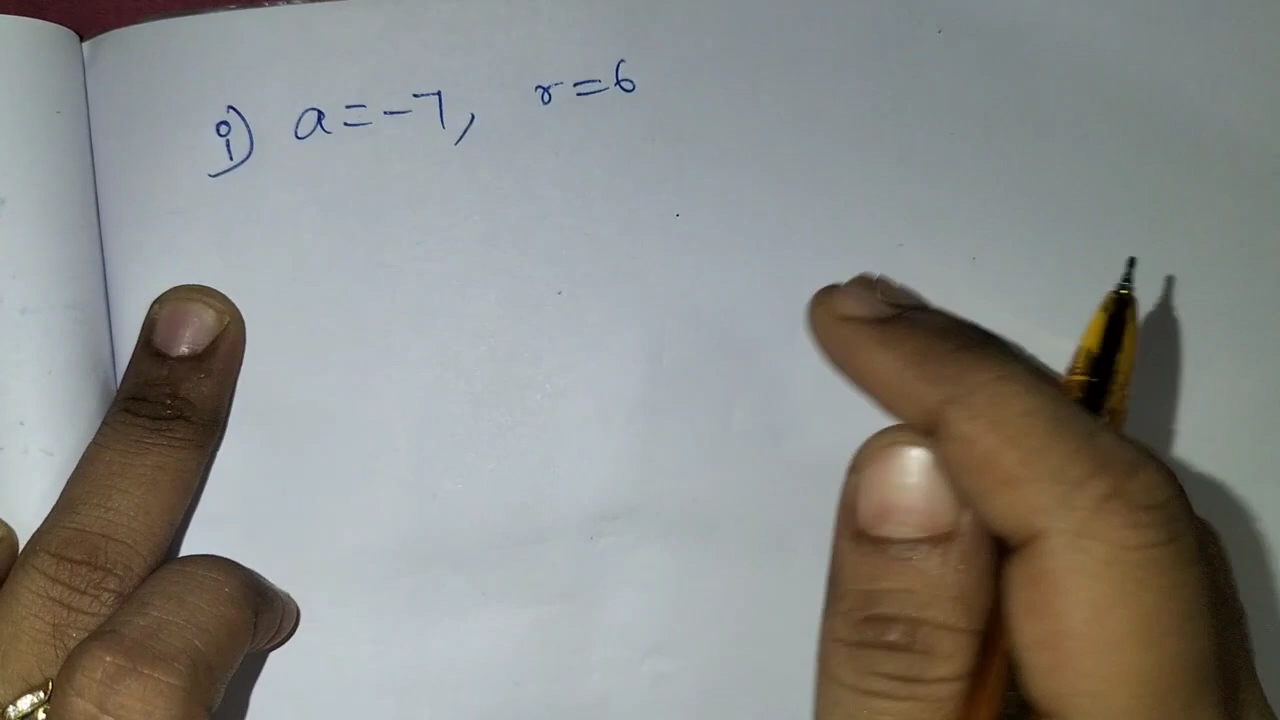 i) a=-7, r=6